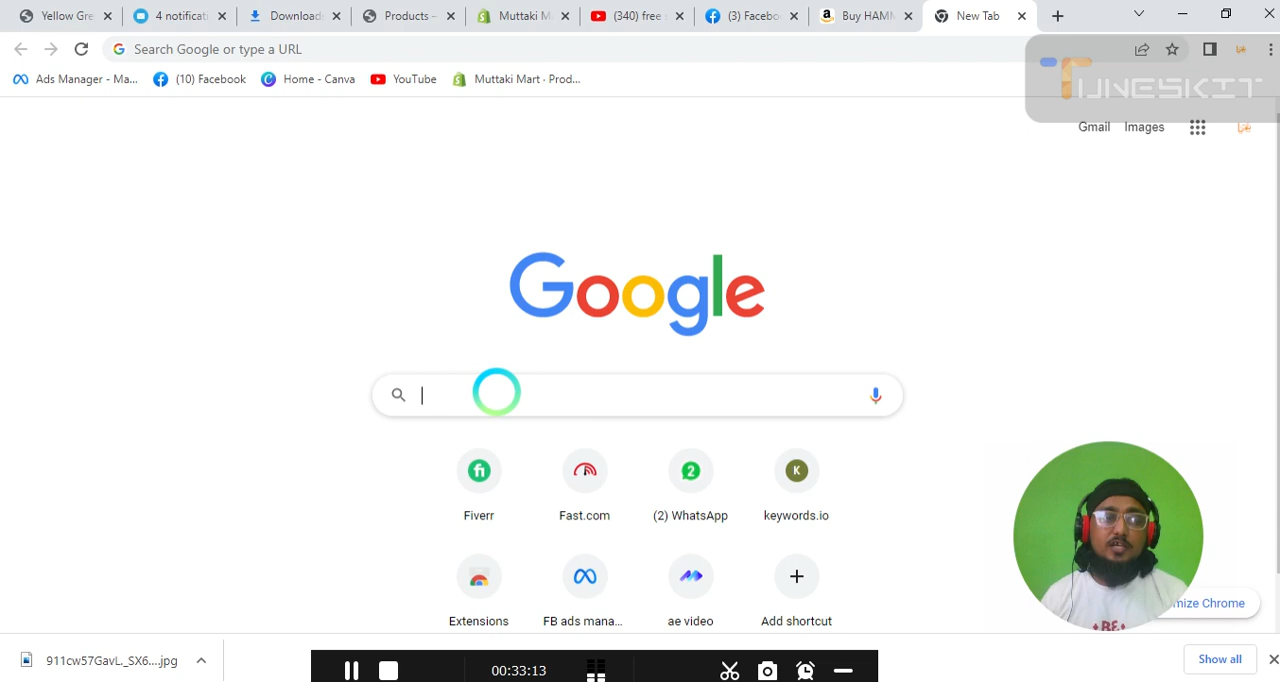 Yellow Gre
4 notificati
Download
Products –
Muttaki M
(340) free s
(3) Facebo
Buy HAMM
New Tab
Search Google or type a URL
TUNESKIT
Ads Manager - Ma...
(10) Facebook
Home - Canva
YouTube
Muttaki Mart · Prod...
Gmail
Images
Google
Fiverr
Fast.com
2
(2) WhatsApp
K
keywords.io
Extensions
FB ads mana...
ae video
Add shortcut
mize Chrome
911cw57GavL._SX6....jpg
00:33:13
Show all